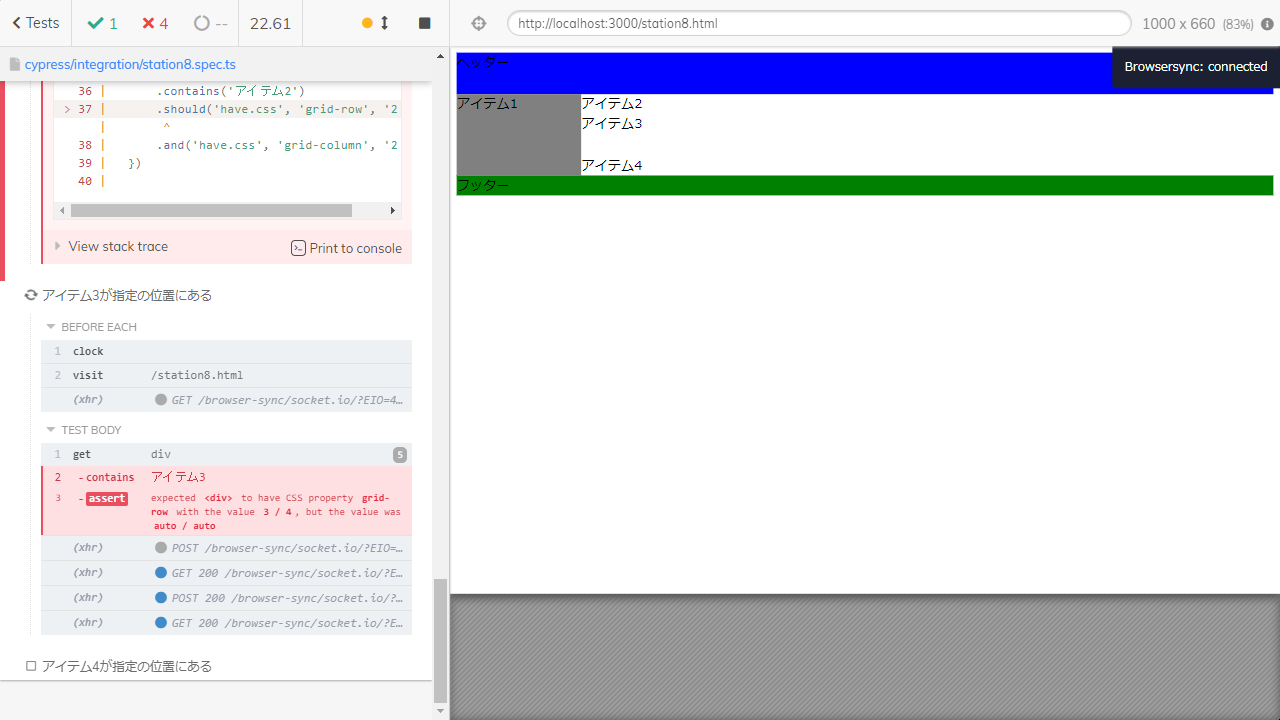 Tests
1
4
--
22.61
http://localhost:3000/station8.html
1000 x 660 (83%)
cypress/integration/station8.spec.ts
36 | .contains('アイテム2')
> 37 | .should('have.css', 'grid-row', '2
| ^
38 | .and('have.css', 'grid-column', '2
39 | })
40 |
View stack trace
Print to console
アイテム3が指定の位置にある
BEFORE EACH
1 clock
2 visit /station8.html
(xhr) GET /browser-sync/socket.io/?EIO=4…
TEST BODY
1 get div 5
2 -contains アイテム3
3 -assert expected <div> to have CSS property grid-
row with the value 3 / 4, but the value was
auto / auto
(xhr) POST /browser-sync/socket.io/?EIO=…
(xhr) GET 200 /browser-sync/socket.io/?E…
(xhr) POST 200 /browser-sync/socket.io/?…
(xhr) GET 200 /browser-sync/socket.io/?E…
アイテム4が指定の位置にある
ヘッダー
Browsersync: connected
アイテム1
アイテム2
アイテム3
アイテム4
フッター